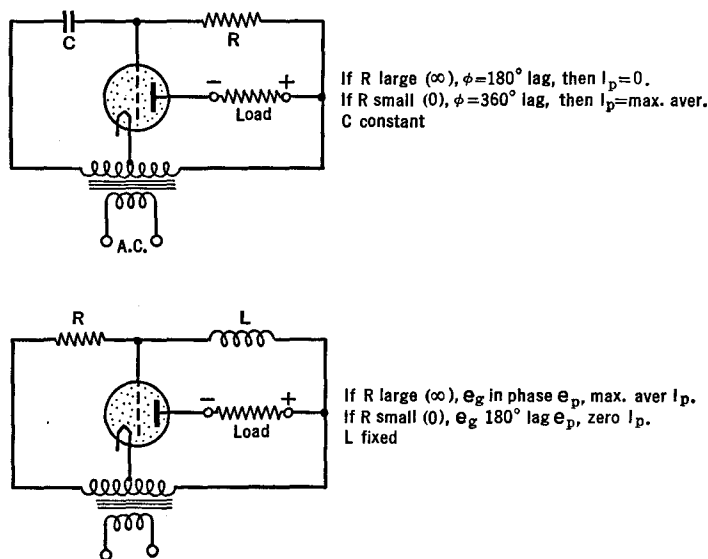 C
R
− +
Load
A.C.
If R large (∞), ϕ=180° lag, then Ip=0.
If R small (0), ϕ=360° lag, then Ip=max. aver.
C constant
R
L
− +
Load
If R large (∞), eg in phase ep, max. aver Ip.
If R small (0), eg 180° lag ep, zero Ip.
L fixed